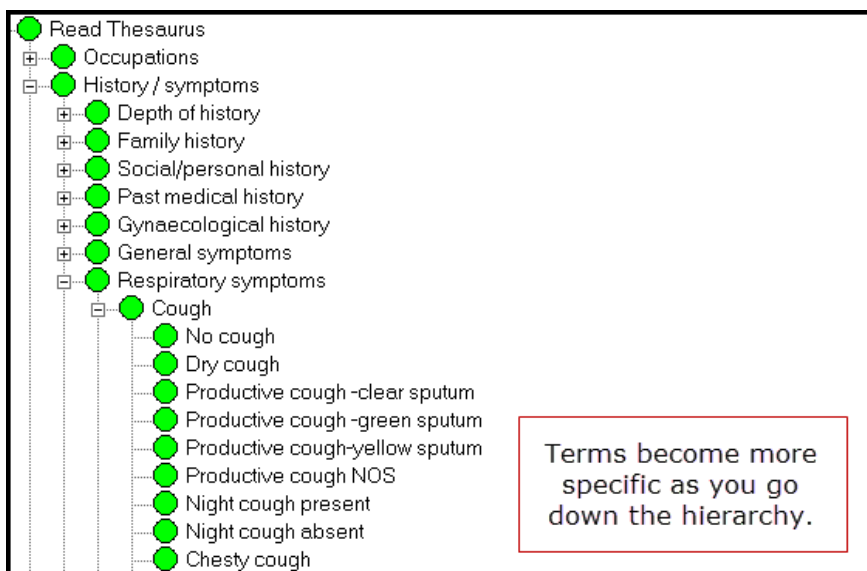 Read Thesaurus
Occupations
History / symptoms
Depth of history
Family history
Social/personal history
Past medical history
Gynaecological history
General symptoms
Respiratory symptoms
Cough
No cough
Dry cough
Productive cough -clear sputum
Productive cough -green sputum
Productive cough-yellow sputum
Productive cough NOS
Night cough present
Night cough absent
Chesty cough
Terms become more
specific as you go
down the hierarchy.